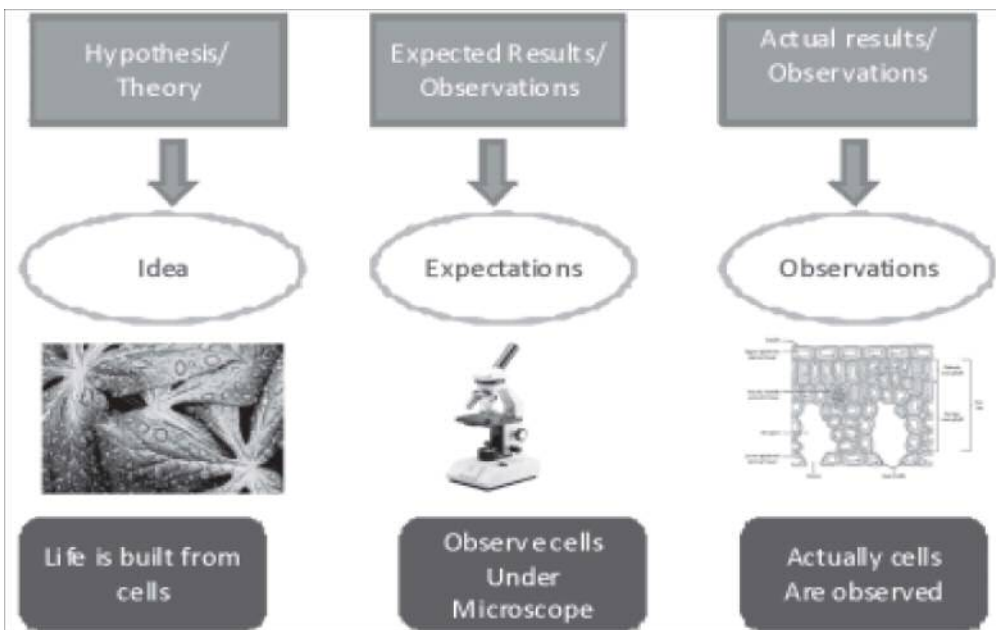 Hypothesis/
Theory
Expected Results/
Observations
Actual results/
Observations
Idea
Expectations
Observations
Life is built from
cells
Observe cells
Under
Microscope
Actually cells
Are observed